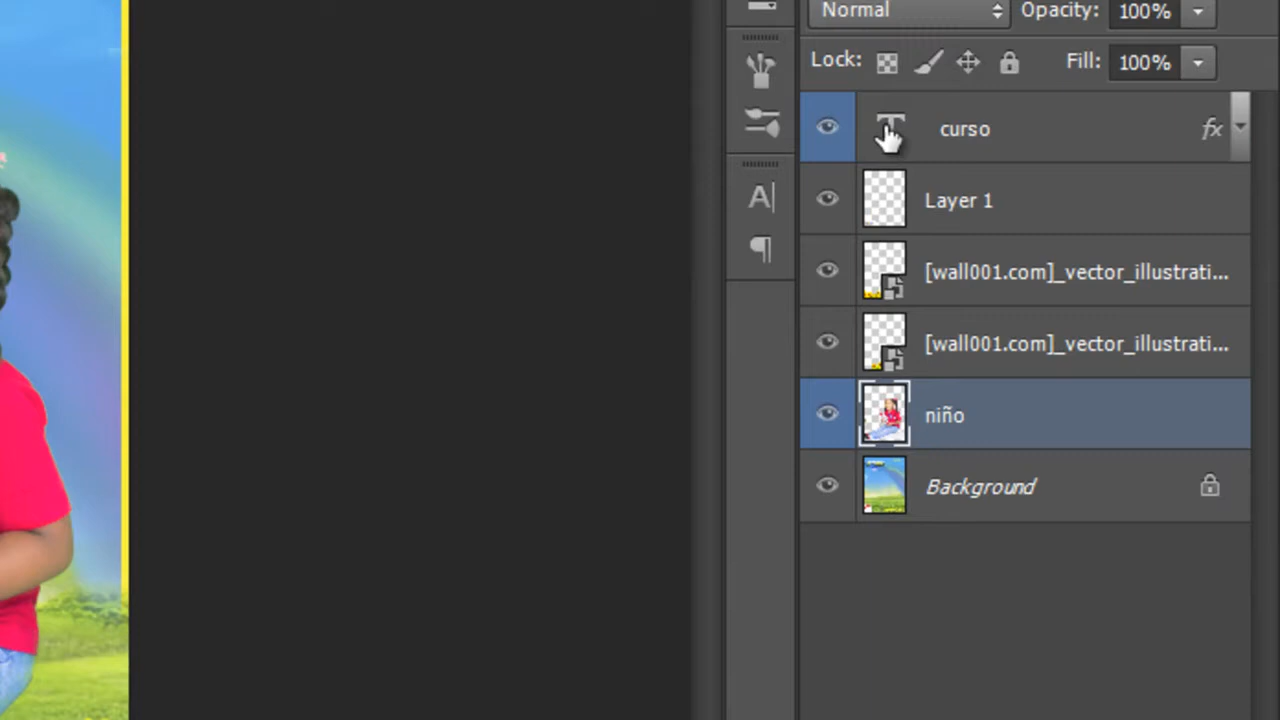 Normal
Opacity: 100%
Lock:
Fill: 100%
curso
fx
Layer 1
[wall001.com]_vector_illustrati...
[wall001.com]_vector_illustrati...
niño
Background